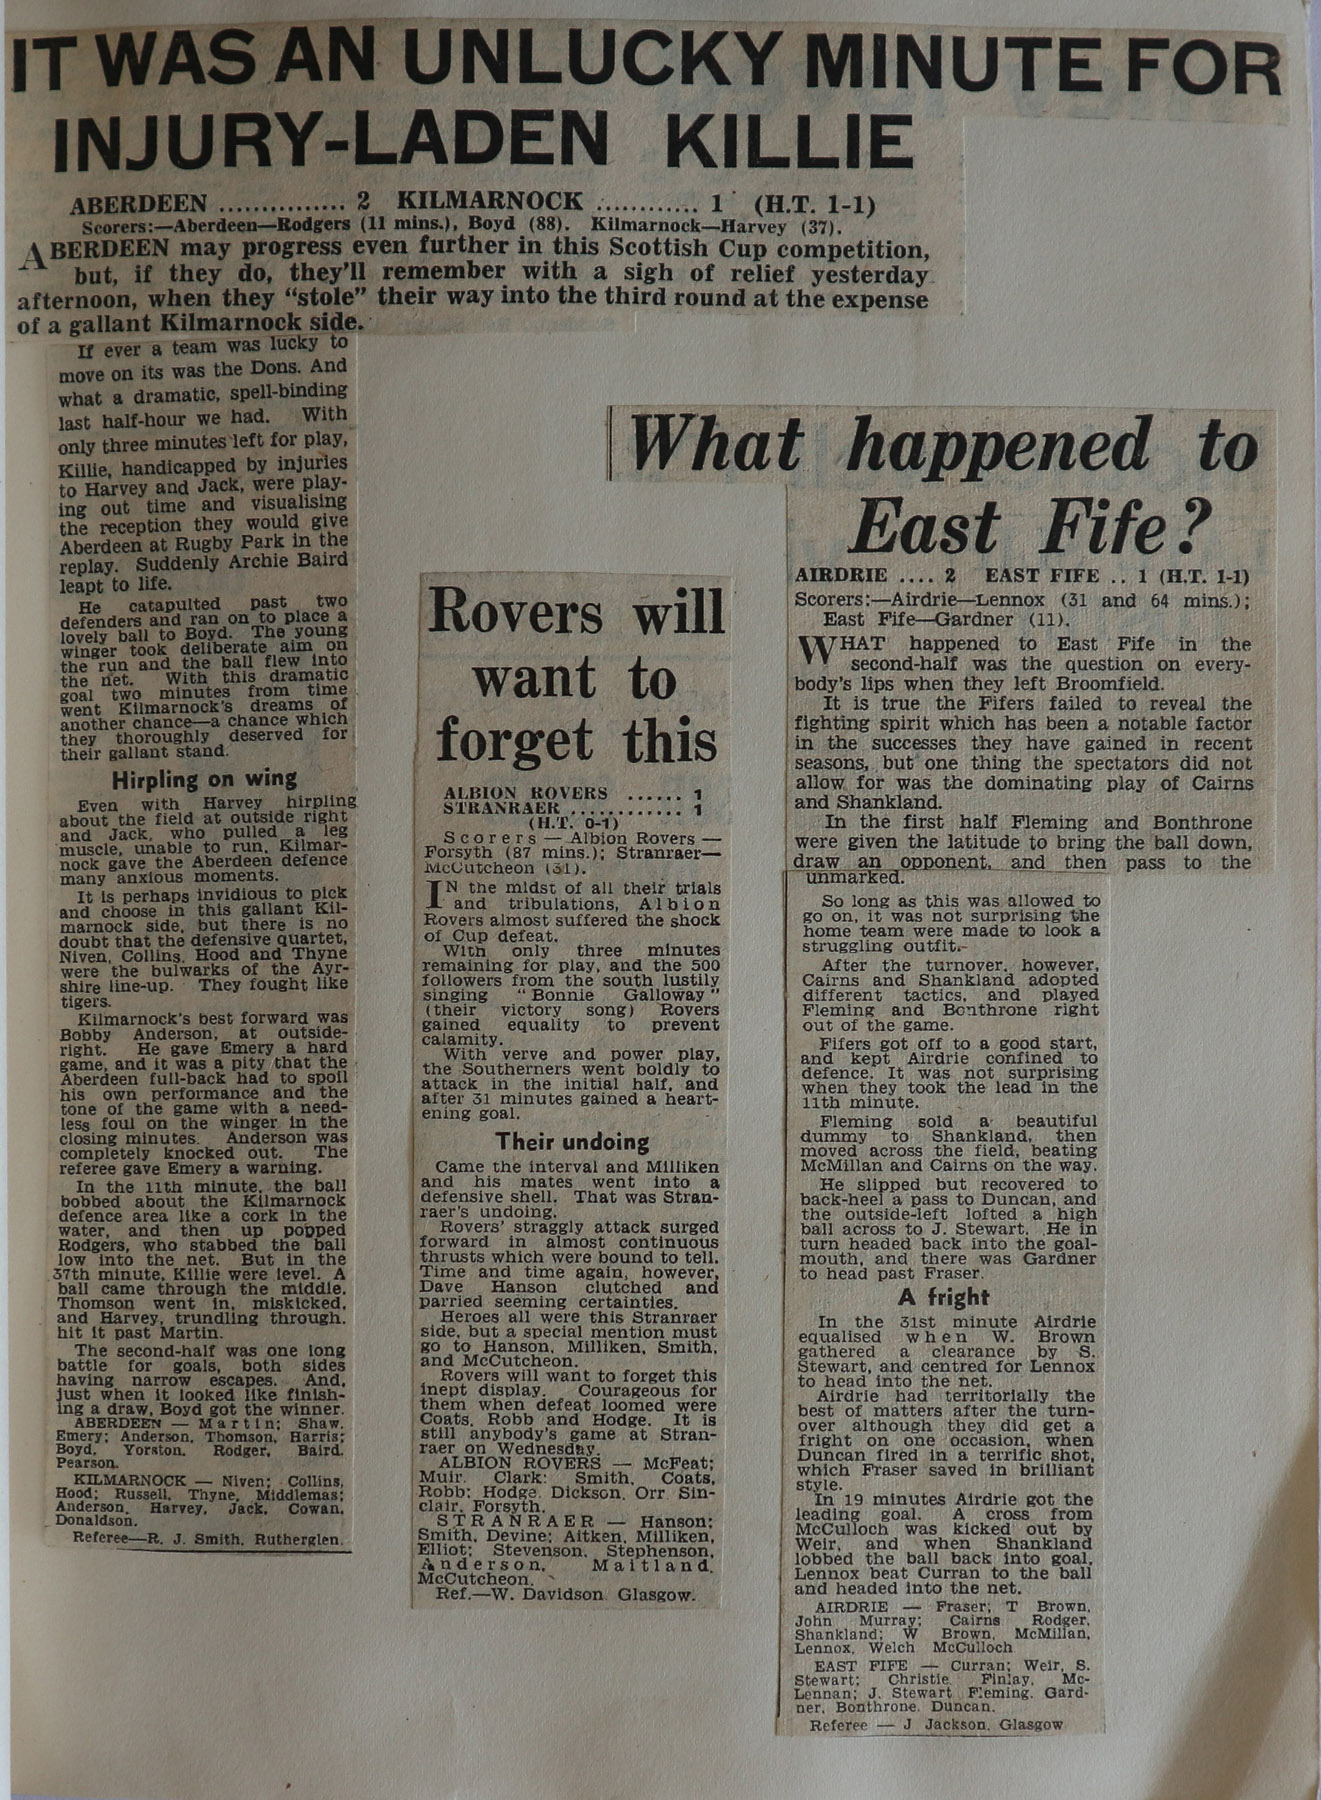 IT WAS AN UNLUCKY MINUTE FOR
INJURY-LADEN KILLIE
ABERDEEN ............... 2 KILMARNOCK ............ 1 (H.T. 1-1)
Scorers:—Aberdeen—Rodgers (11 mins.), Boyd (88). Kilmarnock—Harvey (37).
ABERDEEN may progress even further in this Scottish Cup competition,
but, if they do, they'll remember with a sigh of relief yesterday
afternoon, when they "stole" their way into the third round at the expense
of a gallant Kilmarnock side.
If ever a team was lucky to
move on its was the Dons. And
what a dramatic, spell-binding
last half-hour we had. With
only three minutes left for play,
Killie, handicapped by injuries
to Harvey and Jack, were play-
ing out time and visualising
the reception they would give
Aberdeen at Rugby Park in the
replay. Suddenly Archie Baird
leapt to life.
He catapulted past two
defenders and ran on to place a
lovely ball to Boyd. The young
winger took deliberate aim on
the run and the ball flew into
the net. With this dramatic
goal two minutes from time
went Kilmarnock's dreams of
another chance—a chance which
they thoroughly deserved for
their gallant stand.
Hirpling on wing
Even with Harvey hirpling
about the field at outside right
and Jack, who pulled a leg
muscle, unable to run, Kilmar-
nock gave the Aberdeen defence
many anxious moments.
It is perhaps invidious to pick
and choose in this gallant Kil-
marnock side, but there is no
doubt that the defensive quartet,
Niven, Collins, Hood and Thyne
were the bulwarks of the Ayr-
shire line-up. They fought like
tigers.
Kilmarnock's best forward was
Bobby Anderson, at outside-
right. He gave Emery a hard
game, and it was a pity that the
Aberdeen full-back had to spoil
his own performance and the
tone of the game with a need-
less foul on the winger in the
closing minutes. Anderson was
completely knocked out. The
referee gave Emery a warning.
In the 11th minute, the ball
bobbed about the Kilmarnock
defence area like a cork in the
water, and then up popped
Rodgers, who stabbed the ball
low into the net. But in the
37th minute, Killie were level. A
ball came through the middle.
Thomson went in, miskicked,
and Harvey, trundling through,
hit it past Martin.
The second-half was one long
battle for goals, both sides
having narrow escapes. And,
just when it looked like finish-
ing a draw, Boyd got the winner.
ABERDEEN — Martin; Shaw,
Emery; Anderson, Thomson, Harris;
Boyd, Yorston, Rodger, Baird,
Pearson.
KILMARNOCK — Niven; Collins,
Hood; Russell, Thyne, Middlemas;
Anderson, Harvey, Jack, Cowan,
Donaldson.
Referee—R. J. Smith, Rutherglen.
Rovers will
want to
forget this
ALBION ROVERS ...... 1
STRANRAER ............ 1
(H.T. 0-1)
Scorers — Albion Rovers —
Forsyth (87 mins.); Stranraer—
McCutcheon (31).
IN the midst of all their trials
and tribulations, Albion
Rovers almost suffered the shock
of Cup defeat.
With only three minutes
remaining for play, and the 500
followers from the south lustily
singing "Bonnie Galloway"
(their victory song) Rovers
gained equality to prevent
calamity.
With verve and power play,
the Southerners went boldly to
attack in the initial half, and
after 31 minutes gained a heart-
ening goal.
Their undoing
Came the interval and Milliken
and his mates went into a
defensive shell. That was Stran-
raer's undoing.
Rovers' straggly attack surged
forward in almost continuous
thrusts which were bound to tell.
Time and time again, however,
Dave Hanson clutched and
parried seeming certainties.
Heroes all were this Stranraer
side, but a special mention must
go to Hanson, Milliken, Smith,
and McCutcheon.
Rovers will want to forget this
inept display. Courageous for
them when defeat loomed were
Coats, Robb and Hodge. It is
still anybody's game at Stran-
raer on Wednesday.
ALBION ROVERS — McFeat;
Muir, Clark; Smith, Coats,
Robb; Hodge, Dickson, Orr, Sin-
clair, Forsyth.
STRANRAER — Hanson;
Smith, Devine; Aitken, Milliken,
Elliot; Stevenson, Stephenson,
Anderson, Maitland,
McCutcheon.
Ref.—W. Davidson Glasgow.
What happened to
East Fife?
AIRDRIE .... 2 EAST FIFE .. 1 (H.T. 1-1)
Scorers:—Airdrie—Lennox (31 and 64 mins.);
East Fife—Gardner (11).
WHAT happened to East Fife in the
second-half was the question on every-
body's lips when they left Broomfield.
It is true the Fifers failed to reveal the
fighting spirit which has been a notable factor
in the successes they have gained in recent
seasons, but one thing the spectators did not
allow for was the dominating play of Cairns
and Shankland.
In the first half Fleming and Bonthrone
were given the latitude to bring the ball down,
draw an opponent, and then pass to the
unmarked.
So long as this was allowed to
go on, it was not surprising the
home team were made to look a
struggling outfit.
After the turnover, however,
Cairns and Shankland adopted
different tactics, and played
Fleming and Bonthrone right
out of the game.
Fifers got off to a good start,
and kept Airdrie confined to
defence. It was not surprising
when they took the lead in the
11th minute.
Fleming sold a beautiful
dummy to Shankland, then
moved across the field, beating
McMillan and Cairns on the way.
He slipped but recovered to
back-heel a pass to Duncan, and
the outside-left lofted a high
ball across to J. Stewart. He in
turn headed back into the goal-
mouth, and there was Gardner
to head past Fraser.
A fright
In the 31st minute Airdrie
equalised when W. Brown
gathered a clearance by S.
Stewart, and centred for Lennox
to head into the net.
Airdrie had territorially the
best of matters after the turn-
over although they did get a
fright on one occasion, when
Duncan fired in a terrific shot,
which Fraser saved in brilliant
style.
In 19 minutes Airdrie got the
leading goal. A cross from
McCulloch was kicked out by
Weir, and when Shankland
lobbed the ball back into goal,
Lennox beat Curran to the ball
and headed into the net.
AIRDRIE — Fraser; T Brown,
John Murray; Cairns Rodger,
Shankland; W Brown, McMillan,
Lennox, Welch McCulloch
EAST FIFE — Curran; Weir, S.
Stewart; Christie Finlay, Mc-
Lennan; J. Stewart Fleming, Gard-
ner, Bonthrone, Duncan.
Referee — J Jackson, Glasgow